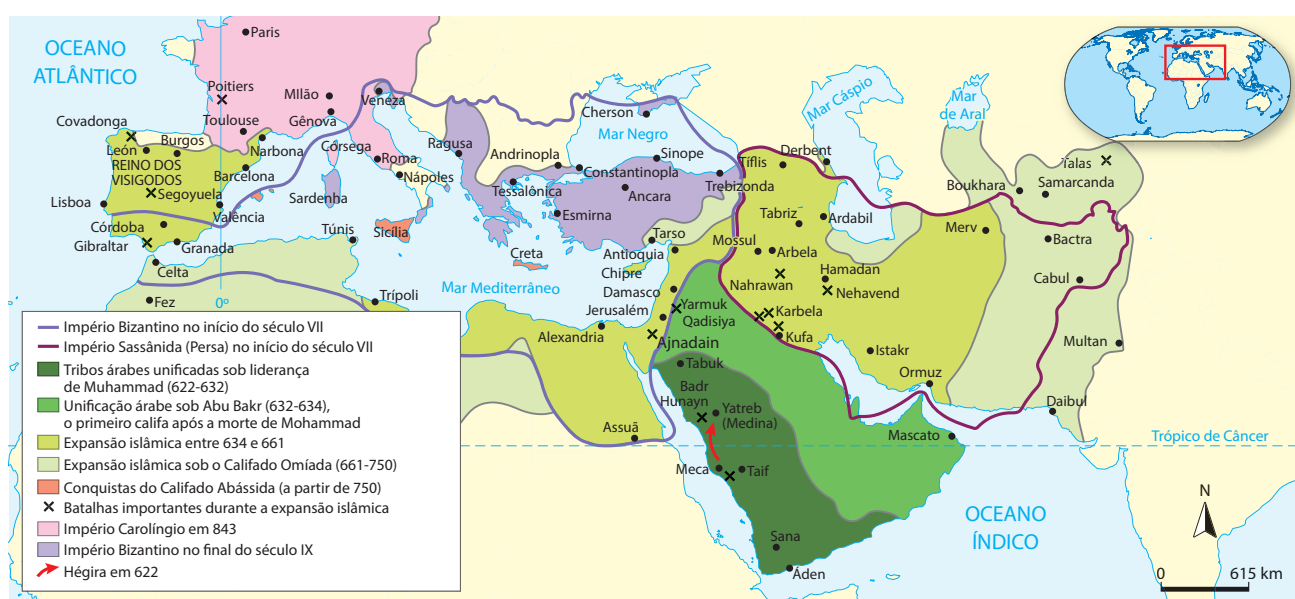 OCEANO
ATLÂNTICO
Paris
Poitiers
MIlão
Veneza
Covadonga
Toulouse
Gênova
Cherson
Mar Negro
Mar Cáspio
Mar
de Aral
León
Burgos
Narbona
Córsega
Roma
Ragusa
Andrinopla
Sinope
Constantinopla
Tíflis
Derbent
Talas
REINO DOS
VISIGODOS
Barcelona
Nápoles
Tessalônica
Ancara
Trebizonda
Boukhara
Samarcanda
Segoyuela
Sardenha
Lisboa
Valência
Esmirna
Tabriz
Ardabil
Merv
Córdoba
Gibraltar
Granada
Túnis
Sicília
Tarso
Mossul
Arbela
Bactra
Celta
Creta
Antioquia
Chipre
Hamadan
Nahrawan
Nehavend
Cabul
Fez
0º
Trípoli
Mar Mediterrâneo
Damasco
Jerusalém
Yarmuk
Qadisiya
Karbela
Alexandria
Ajnadain
Kufa
Istakr
Multan
Tabuk
Ormuz
Badr
Hunayn
Yatreb
(Medina)
Daibul
Assuã
Mascato
Trópico de Câncer
Meca
Taif
Sana
Áden
OCEANO
ÍNDICO
N
0 615 km
Império Bizantino no início do século VII
Império Sassânida (Persa) no início do século VII
Tribos árabes unificadas sob liderança
de Muhammad (622-632)
Unificação árabe sob Abu Bakr (632-634),
o primeiro califa após a morte de Mohammad
Expansão islâmica entre 634 e 661
Expansão islâmica sob o Califado Omíada (661-750)
Conquistas do Califado Abássida (a partir de 750)
Batalhas importantes durante a expansão islâmica
Império Carolíngio em 843
Império Bizantino no final do século IX
Hégira em 622